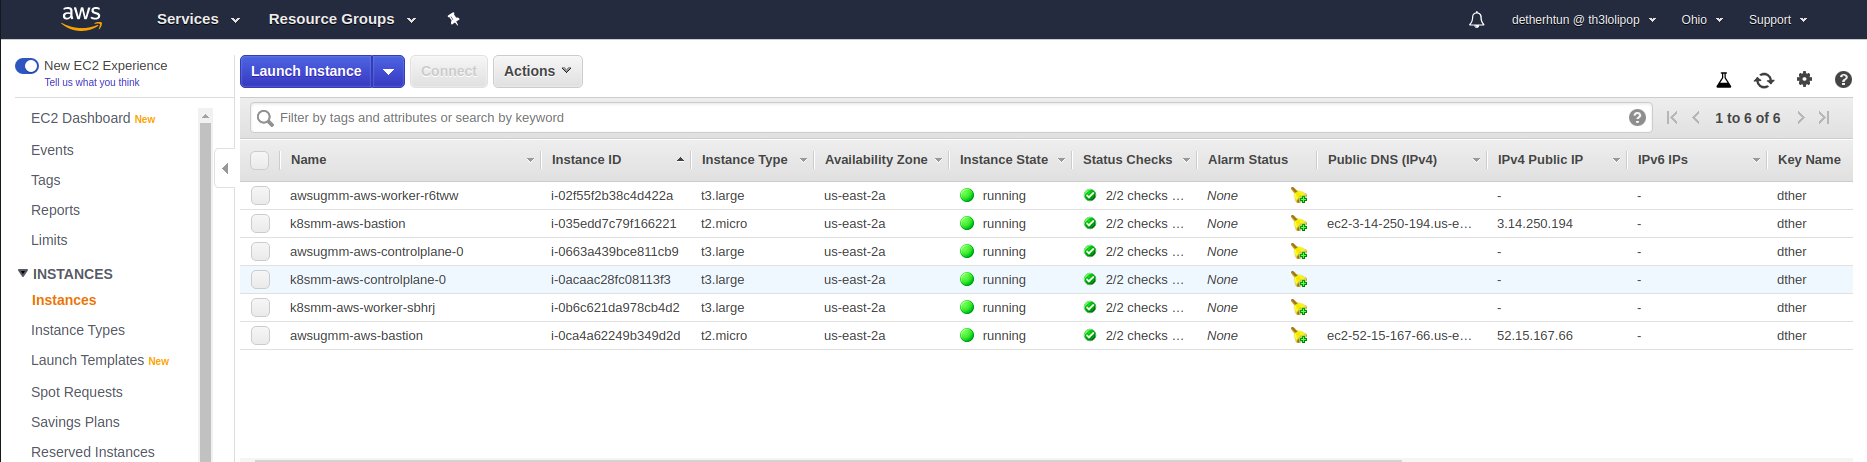 aws Services Resource Groups detherhtun @ th3lolipop Ohio Support
New EC2 Experience
Tell us what you think
Launch Instance Connect Actions
Filter by tags and attributes or search by keyword 1 to 6 of 6
EC2 Dashboard New
Events
Tags
Reports
Limits
INSTANCES
Instances
Instance Types
Launch Templates New
Spot Requests
Savings Plans
Reserved Instances
Name Instance ID Instance Type Availability Zone Instance State Status Checks Alarm Status Public DNS (IPv4) IPv4 Public IP IPv6 IPs Key Name
awsugmm-aws-worker-r6tww i-02f55f2b38c4d422a t3.large us-east-2a running 2/2 checks ... None - - dther
k8smm-aws-bastion i-035edd7c79f166221 t2.micro us-east-2a running 2/2 checks ... None ec2-3-14-250-194.us-e... 3.14.250.194 - dther
awsugmm-aws-controlplane-0 i-0663a439bce811cb9 t3.large us-east-2a running 2/2 checks ... None - - dther
k8smm-aws-controlplane-0 i-0acaac28fc08113f3 t3.large us-east-2a running 2/2 checks ... None - - dther
k8smm-aws-worker-sbhrj i-0b6c621da978cb4d2 t3.large us-east-2a running 2/2 checks ... None - - dther
awsugmm-aws-bastion i-0ca4a62249b349d2d t2.micro us-east-2a running 2/2 checks ... None ec2-52-15-167-66.us-e... 52.15.167.66 - dther